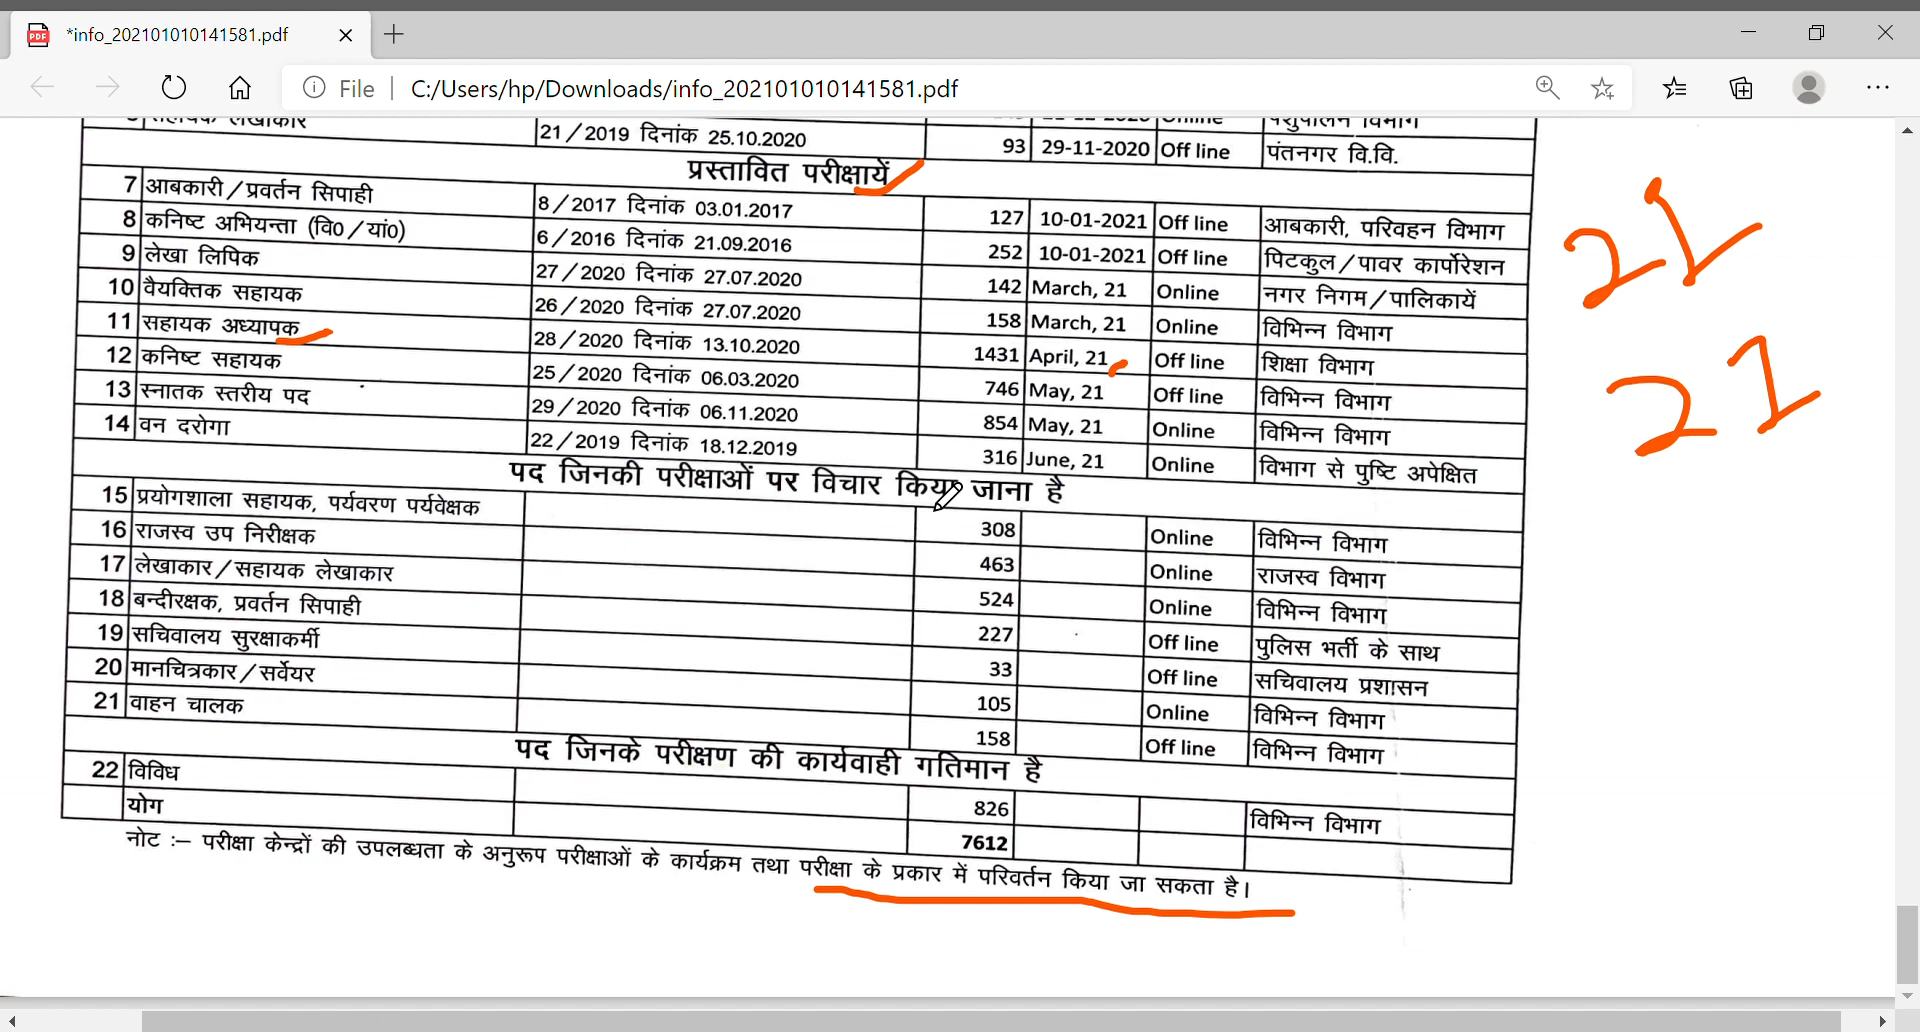 *info_202101010141581.pdf
File | C:/Users/hp/Downloads/info_202101010141581.pdf
सहायक लेखाकार 21/2019 दिनांक 25.10.2020 93 29-11-2020 Off line पंतनगर वि.वि.
प्रस्तावित परीक्षायें
7 आबकारी/प्रवर्तन सिपाही 8/2017 दिनांक 03.01.2017 127 10-01-2021 Off line आबकारी, परिवहन विभाग
8 कनिष्ट अभियन्ता (वि0/यां0) 6/2016 दिनांक 21.09.2016 252 10-01-2021 Off line पिटकुल/पावर कार्पोरेशन
9 लेखा लिपिक 27/2020 दिनांक 27.07.2020 142 March, 21 Online नगर निगम/पालिकायें
10 वैयक्तिक सहायक 26/2020 दिनांक 27.07.2020 158 March, 21 Online विभिन्न विभाग
11 सहायक अध्यापक 28/2020 दिनांक 13.10.2020 1431 April, 21 Off line शिक्षा विभाग
12 कनिष्ट सहायक 25/2020 दिनांक 06.03.2020 746 May, 21 Off line विभिन्न विभाग
13 स्नातक स्तरीय पद 29/2020 दिनांक 06.11.2020 854 May, 21 Online विभिन्न विभाग
14 वन दरोगा 22/2019 दिनांक 18.12.2019 316 June, 21 Online विभाग से पुष्टि अपेक्षित
पद जिनकी परीक्षाओं पर विचार किया जाना है
15 प्रयोगशाला सहायक, पर्यवरण पर्यवेक्षक 308 Online विभिन्न विभाग
16 राजस्व उप निरीक्षक 463 Online राजस्व विभाग
17 लेखाकार/सहायक लेखाकार 524 Online विभिन्न विभाग
18 बन्दीरक्षक, प्रवर्तन सिपाही 227 Off line पुलिस भर्ती के साथ
19 सचिवालय सुरक्षाकर्मी 33 Off line सचिवालय प्रशासन
20 मानचित्रकार/सर्वेयर 105 Online विभिन्न विभाग
21 वाहन चालक 158 Off line विभिन्न विभाग
पद जिनके परीक्षण की कार्यवाही गतिमान है
22 विविध 826 विभिन्न विभाग
योग 7612
नोट :– परीक्षा केन्द्रों की उपलब्धता के अनुरूप परीक्षाओं के कार्यक्रम तथा परीक्षा के प्रकार में परिवर्तन किया जा सकता है।
21
21